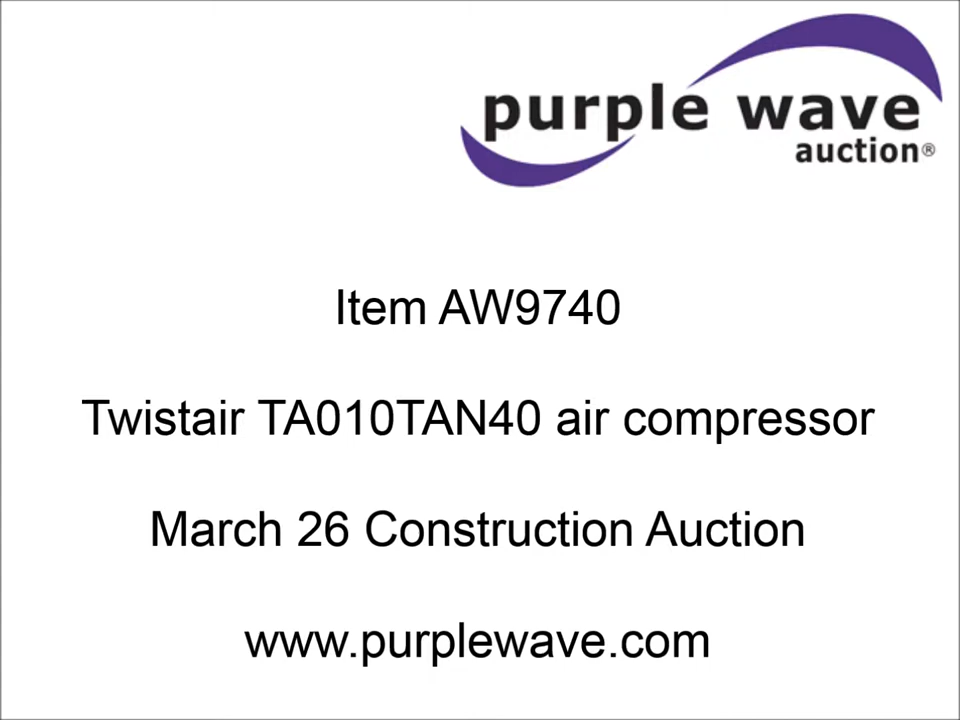 purple wave
auction®
Item AW9740
Twistair TA010TAN40 air compressor
March 26 Construction Auction
www.purplewave.com